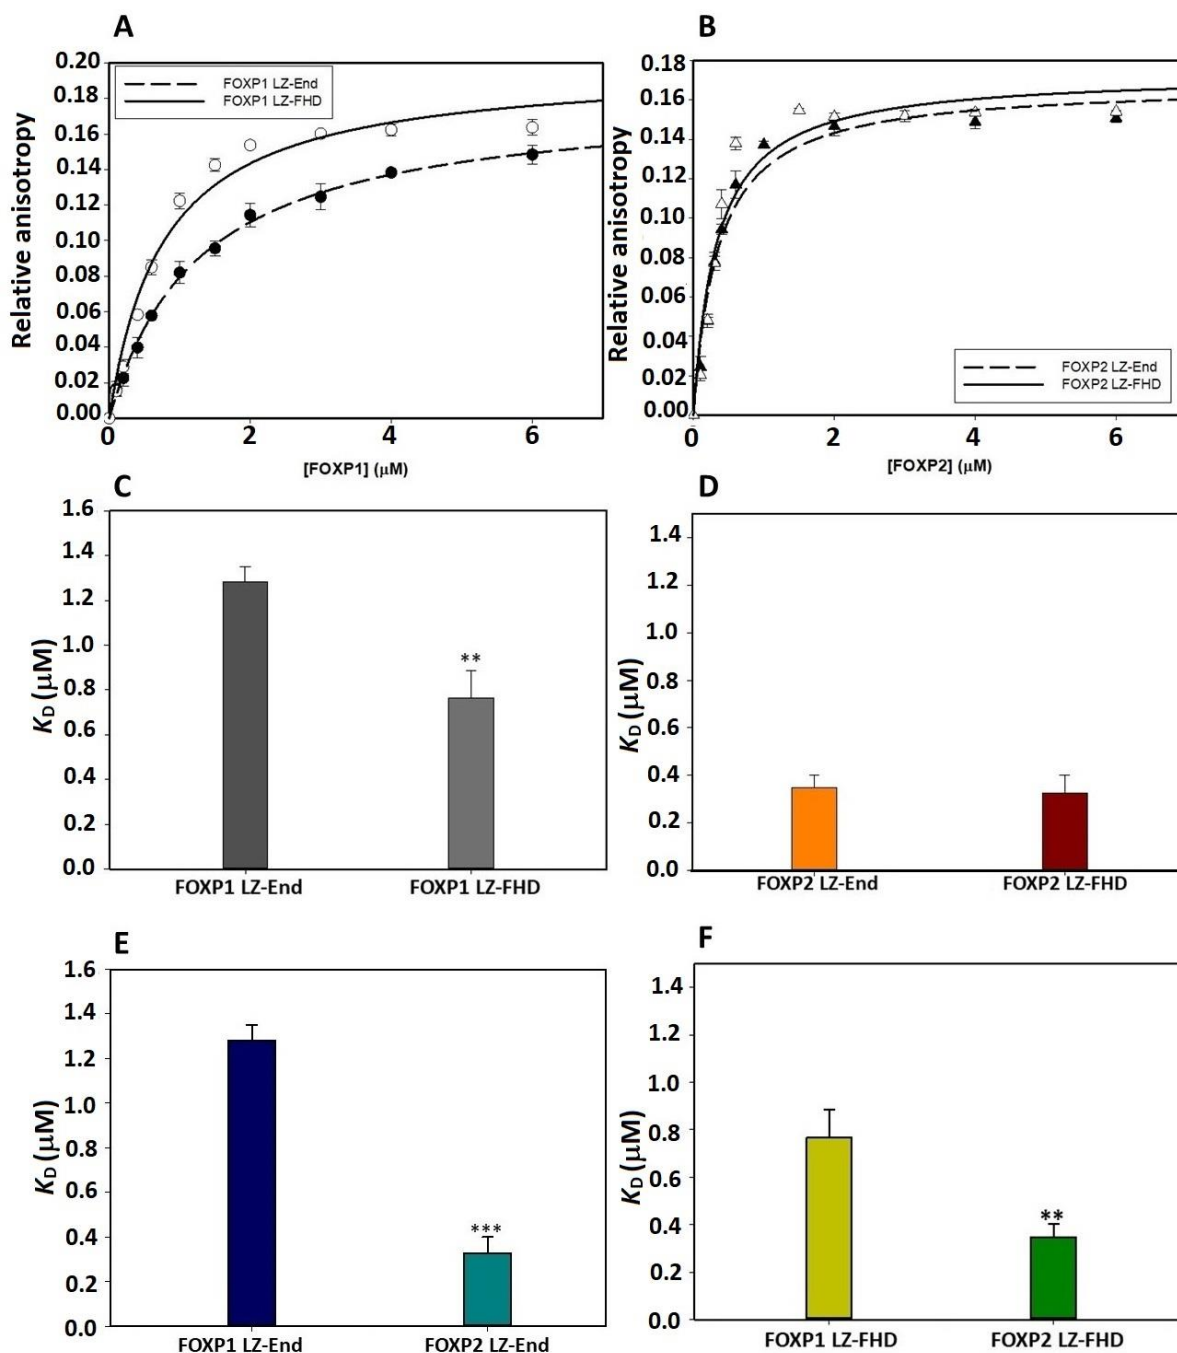 A
0.20
0.18
0.16
0.14
0.12
0.10
0.08
0.06
0.04
0.02
0.00
Relative anisotropy
FOXP1 LZ-End
FOXP1 LZ-FHD
0
2
4
6
[FOXP1] (μM)
B
0.18
0.16
0.14
0.12
0.10
0.08
0.06
0.04
0.02
0.00
Relative anisotropy
FOXP2 LZ-End
FOXP2 LZ-FHD
0
2
4
6
[FOXP2] (μM)
C
1.6
1.4
1.2
1.0
0.8
0.6
0.4
0.2
0.0
KD (μM)
**
FOXP1 LZ-End
FOXP1 LZ-FHD
D
1.4
1.2
1.0
0.8
0.6
0.4
0.2
0.0
KD (μM)
FOXP2 LZ-End
FOXP2 LZ-FHD
E
1.6
1.4
1.2
1.0
0.8
0.6
0.4
0.2
0.0
KD (μM)
***
FOXP1 LZ-End
FOXP2 LZ-End
F
1.4
1.2
1.0
0.8
0.6
0.4
0.2
0.0
KD (μM)
**
FOXP1 LZ-FHD
FOXP2 LZ-FHD